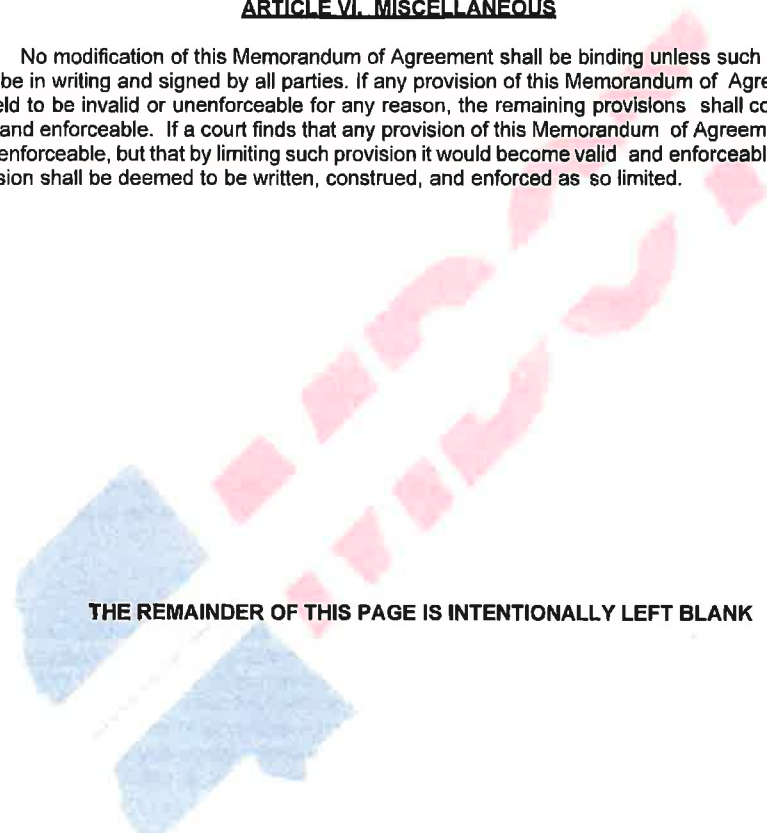 ARTICLE VI. MISCELLANEOUS
No modification of this Memorandum of Agreement shall be binding unless such
be in writing and signed by all parties. If any provision of this Memorandum of Agre
eld to be invalid or unenforceable for any reason, the remaining provisions shall co
and enforceable. If a court finds that any provision of this Memorandum of Agreem
enforceable, but that by limiting such provision it would become valid and enforceabl
sion shall be deemed to be written, construed, and enforced as so limited.
THE REMAINDER OF THIS PAGE IS INTENTIONALLY LEFT BLANK